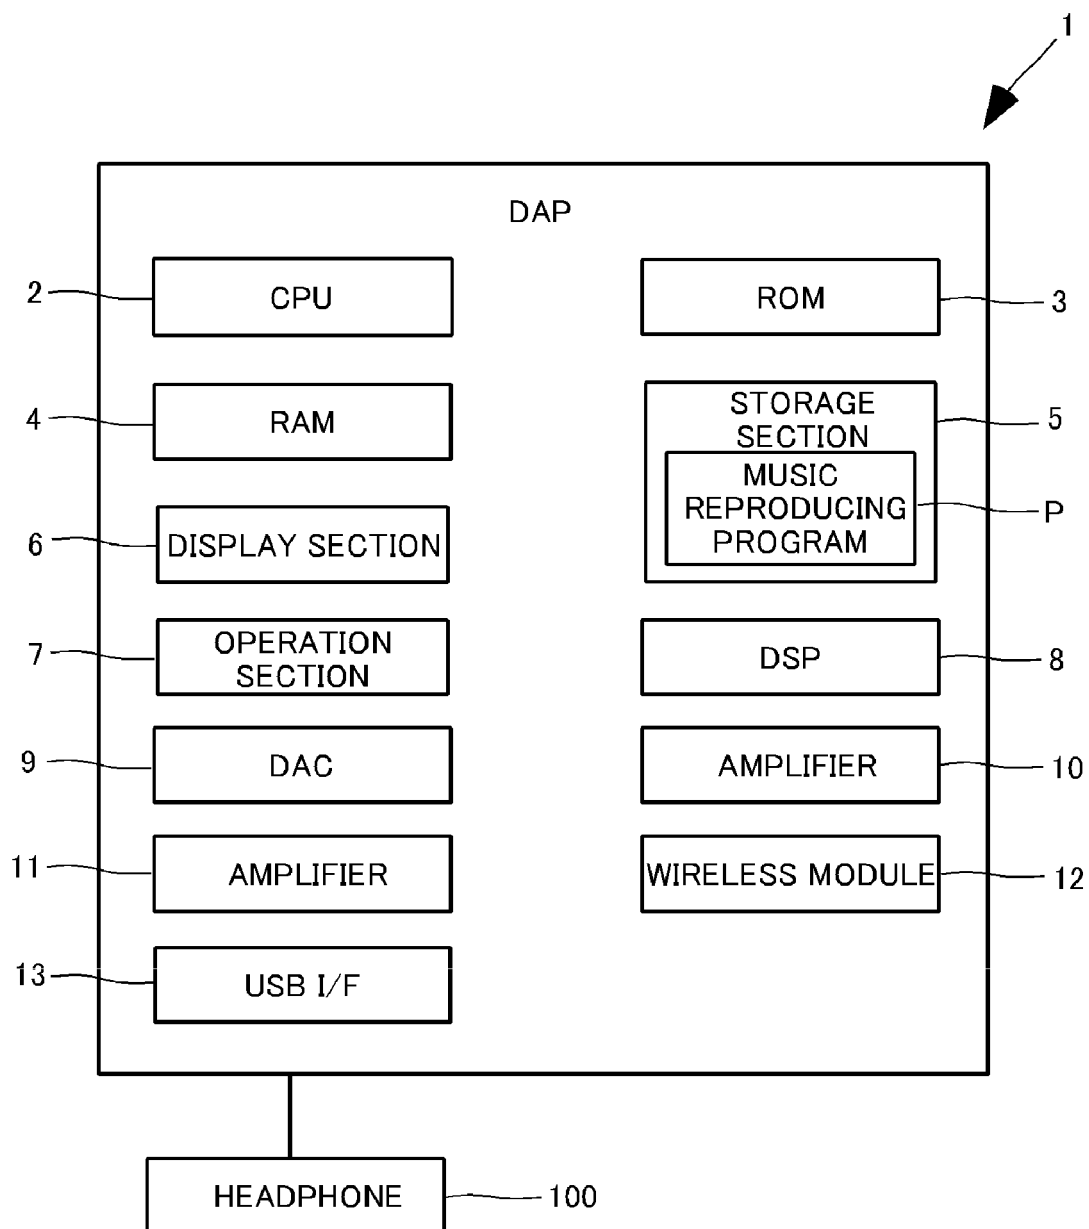 1
DAP
2 CPU
ROM 3
4 RAM
STORAGE
SECTION 5
MUSIC
REPRODUCING
PROGRAM P
6 DISPLAY SECTION
7 OPERATION
SECTION
DSP 8
9 DAC
AMPLIFIER 10
11 AMPLIFIER
WIRELESS MODULE 12
13 USB I/F
HEADPHONE 100